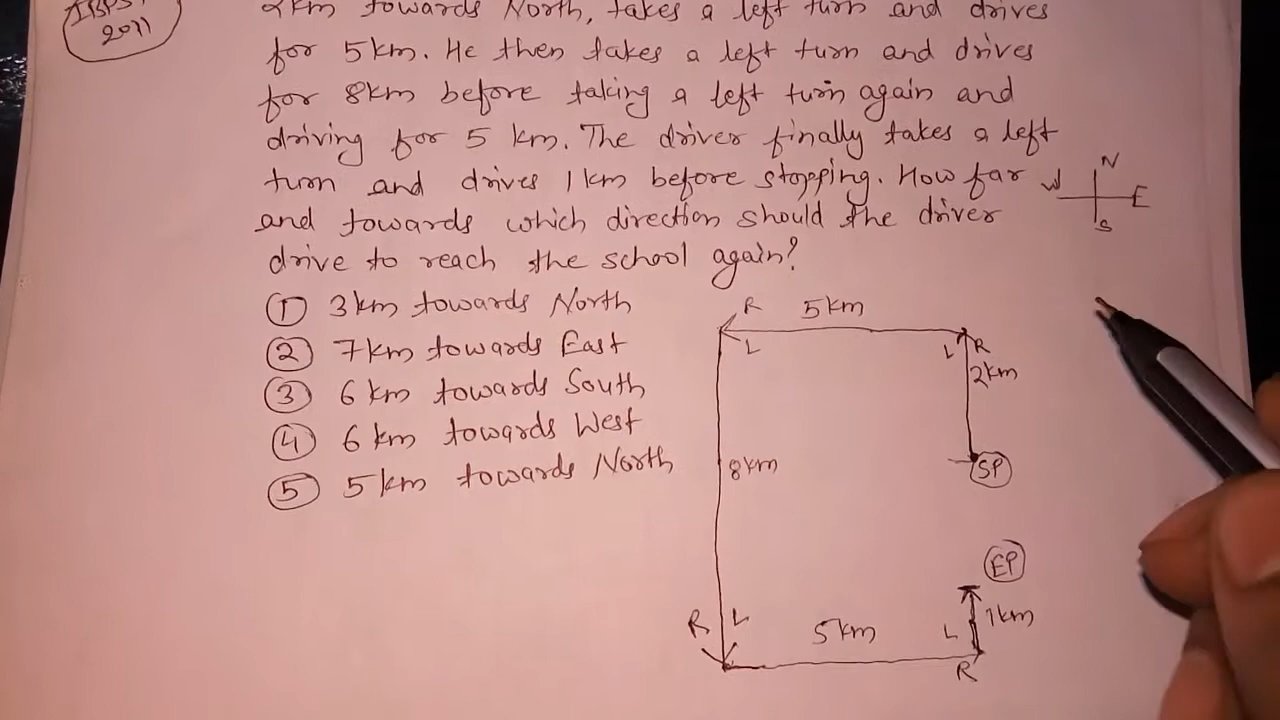 IBPS
2011
2km towards North, takes a left turn and drives
for 5km. He then takes a left turn and drives
for 8km before taking a left turn again and
driving for 5 km. The driver finally takes a left
turn and drives 1km before stopping. How far
and towards which direction should the driver
drive to reach the school again?
N
W E
S
① 3km towards North
② 7km towards East
③ 6 km towards South
④ 6 km towards West
⑤ 5km towards North
R 5km
L L R
2km
8km SP
EP
R L 5km L 1km
R